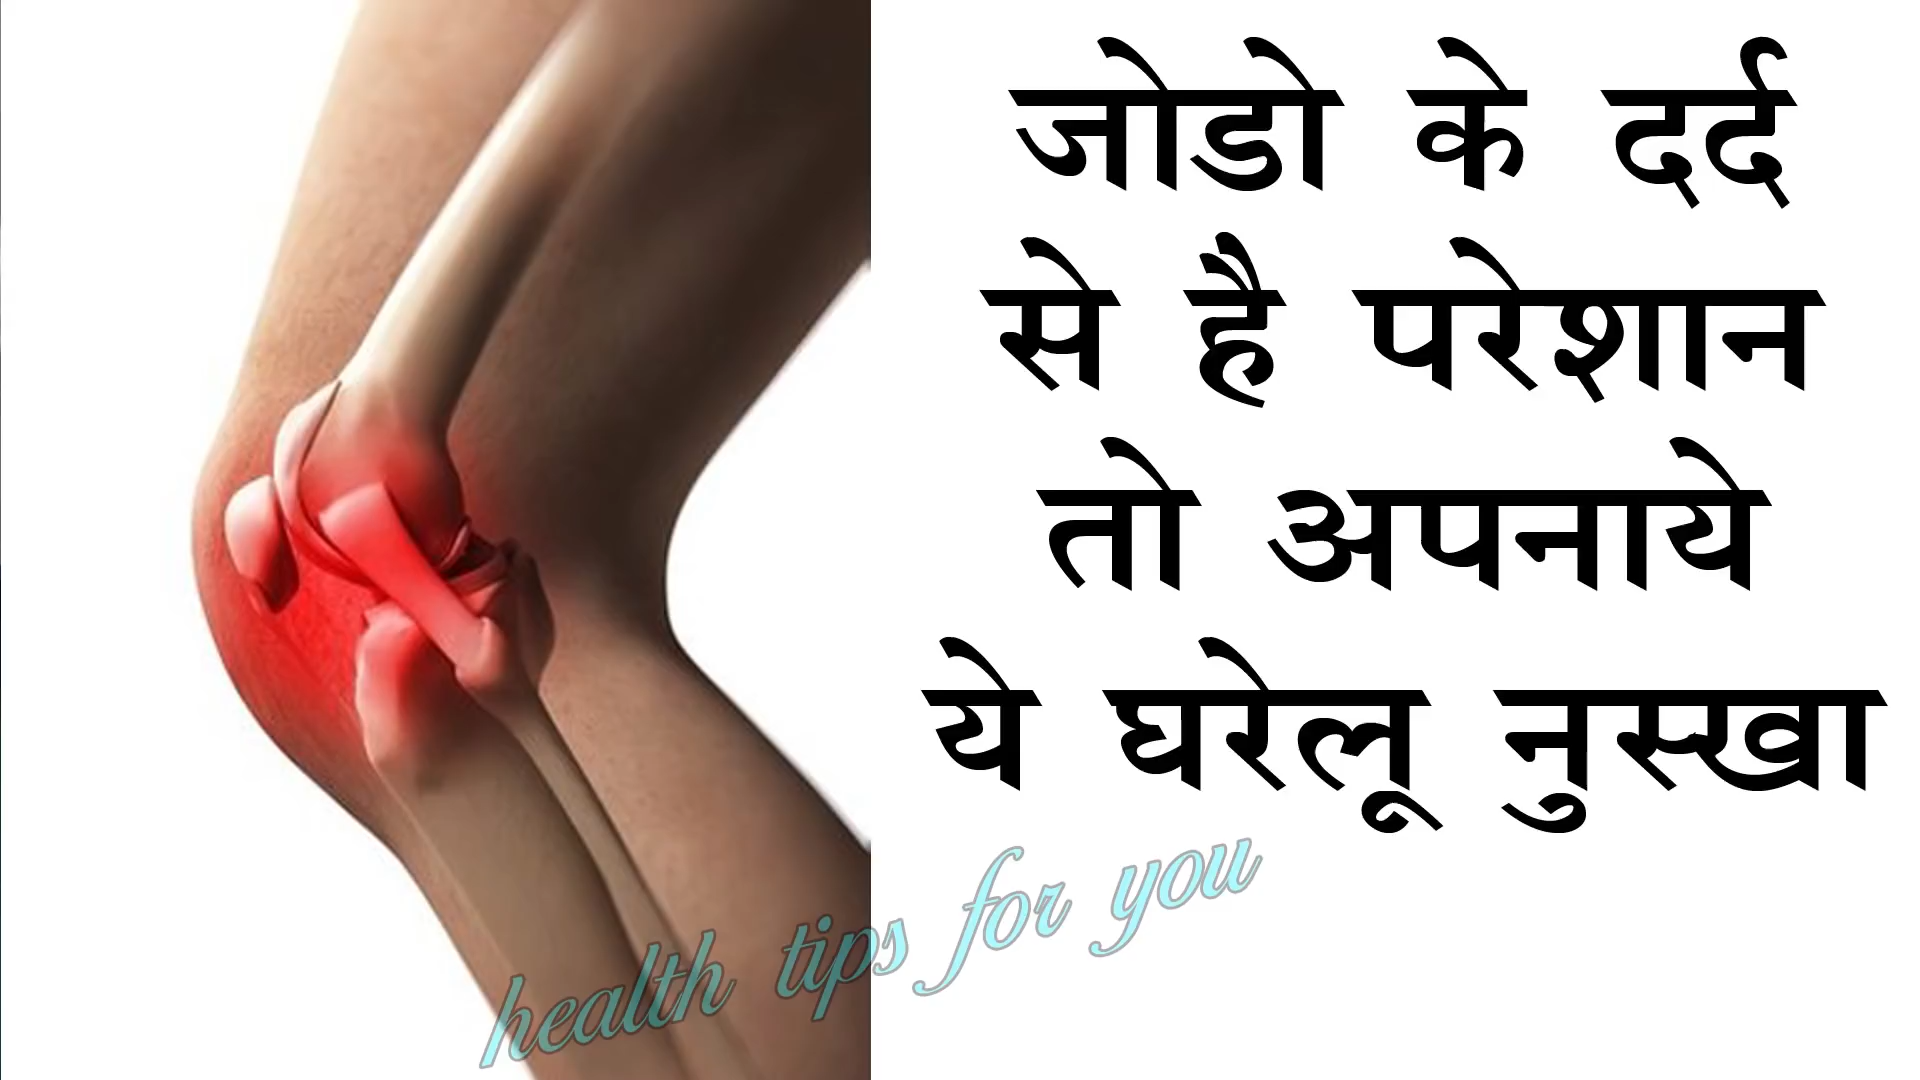 जोडो के दर्द
से है परेशान
तो अपनाये
ये घरेलू नुस्खा
health tips for you